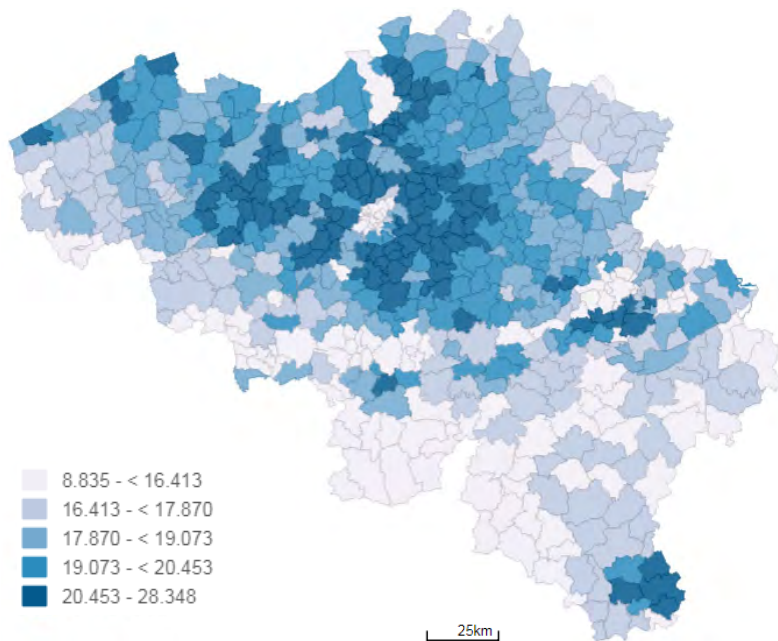 8.835 - < 16.413
16.413 - < 17.870
17.870 - < 19.073
19.073 - < 20.453
20.453 - 28.348
25km